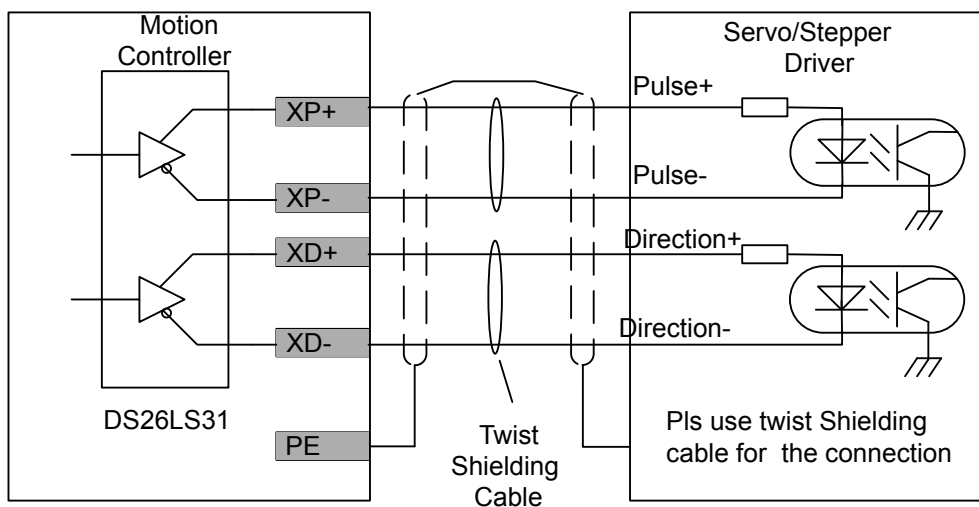 Motion
Controller
Servo/Stepper
Driver
XP+
Pulse+
XP-
Pulse-
XD+
Direction+
XD-
Direction-
DS26LS31
PE
Twist
Shielding
Cable
Pls use twist Shielding
cable for the connection